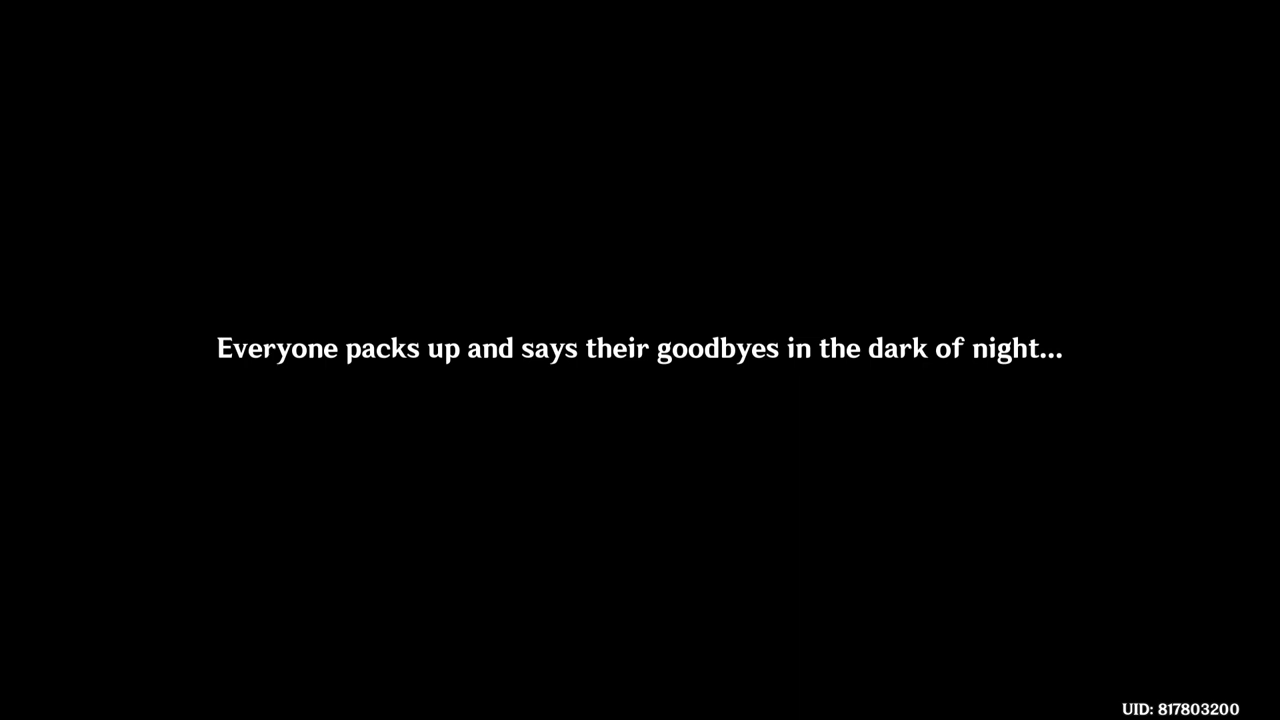 Everyone packs up and says their goodbyes in the dark of night...
UID: 817803200